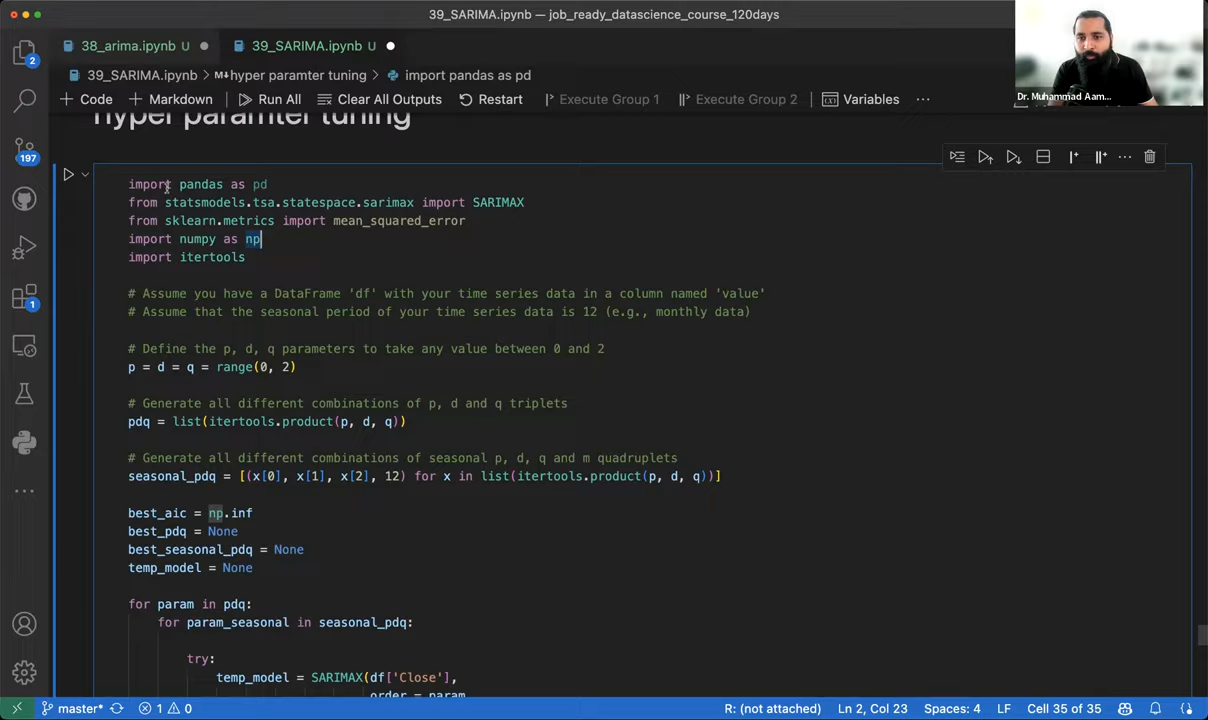 39_SARIMA.ipynb — job_ready_datascience_course_120days
38_arima.ipynb U
39_SARIMA.ipynb U
39_SARIMA.ipynb > M↓hyper paramter tuning > import pandas as pd
+ Code + Markdown Run All Clear All Outputs Restart Execute Group 1 Execute Group 2 Variables ...
Dr. Muhammad Aam...
hyper paramter tuning
import pandas as pd
from statsmodels.tsa.statespace.sarimax import SARIMAX
from sklearn.metrics import mean_squared_error
import numpy as np
import itertools
# Assume you have a DataFrame 'df' with your time series data in a column named 'value'
# Assume that the seasonal period of your time series data is 12 (e.g., monthly data)
# Define the p, d, q parameters to take any value between 0 and 2
p = d = q = range(0, 2)
# Generate all different combinations of p, d and q triplets
pdq = list(itertools.product(p, d, q))
# Generate all different combinations of seasonal p, d, q and m quadruplets
seasonal_pdq = [(x[0], x[1], x[2], 12) for x in list(itertools.product(p, d, q))]
best_aic = np.inf
best_pdq = None
best_seasonal_pdq = None
temp_model = None
for param in pdq:
for param_seasonal in seasonal_pdq:
try:
temp_model = SARIMAX(df['Close'],
order = param,
2
197
1
master* 1 0
R: (not attached) Ln 2, Col 23 Spaces: 4 LF Cell 35 of 35